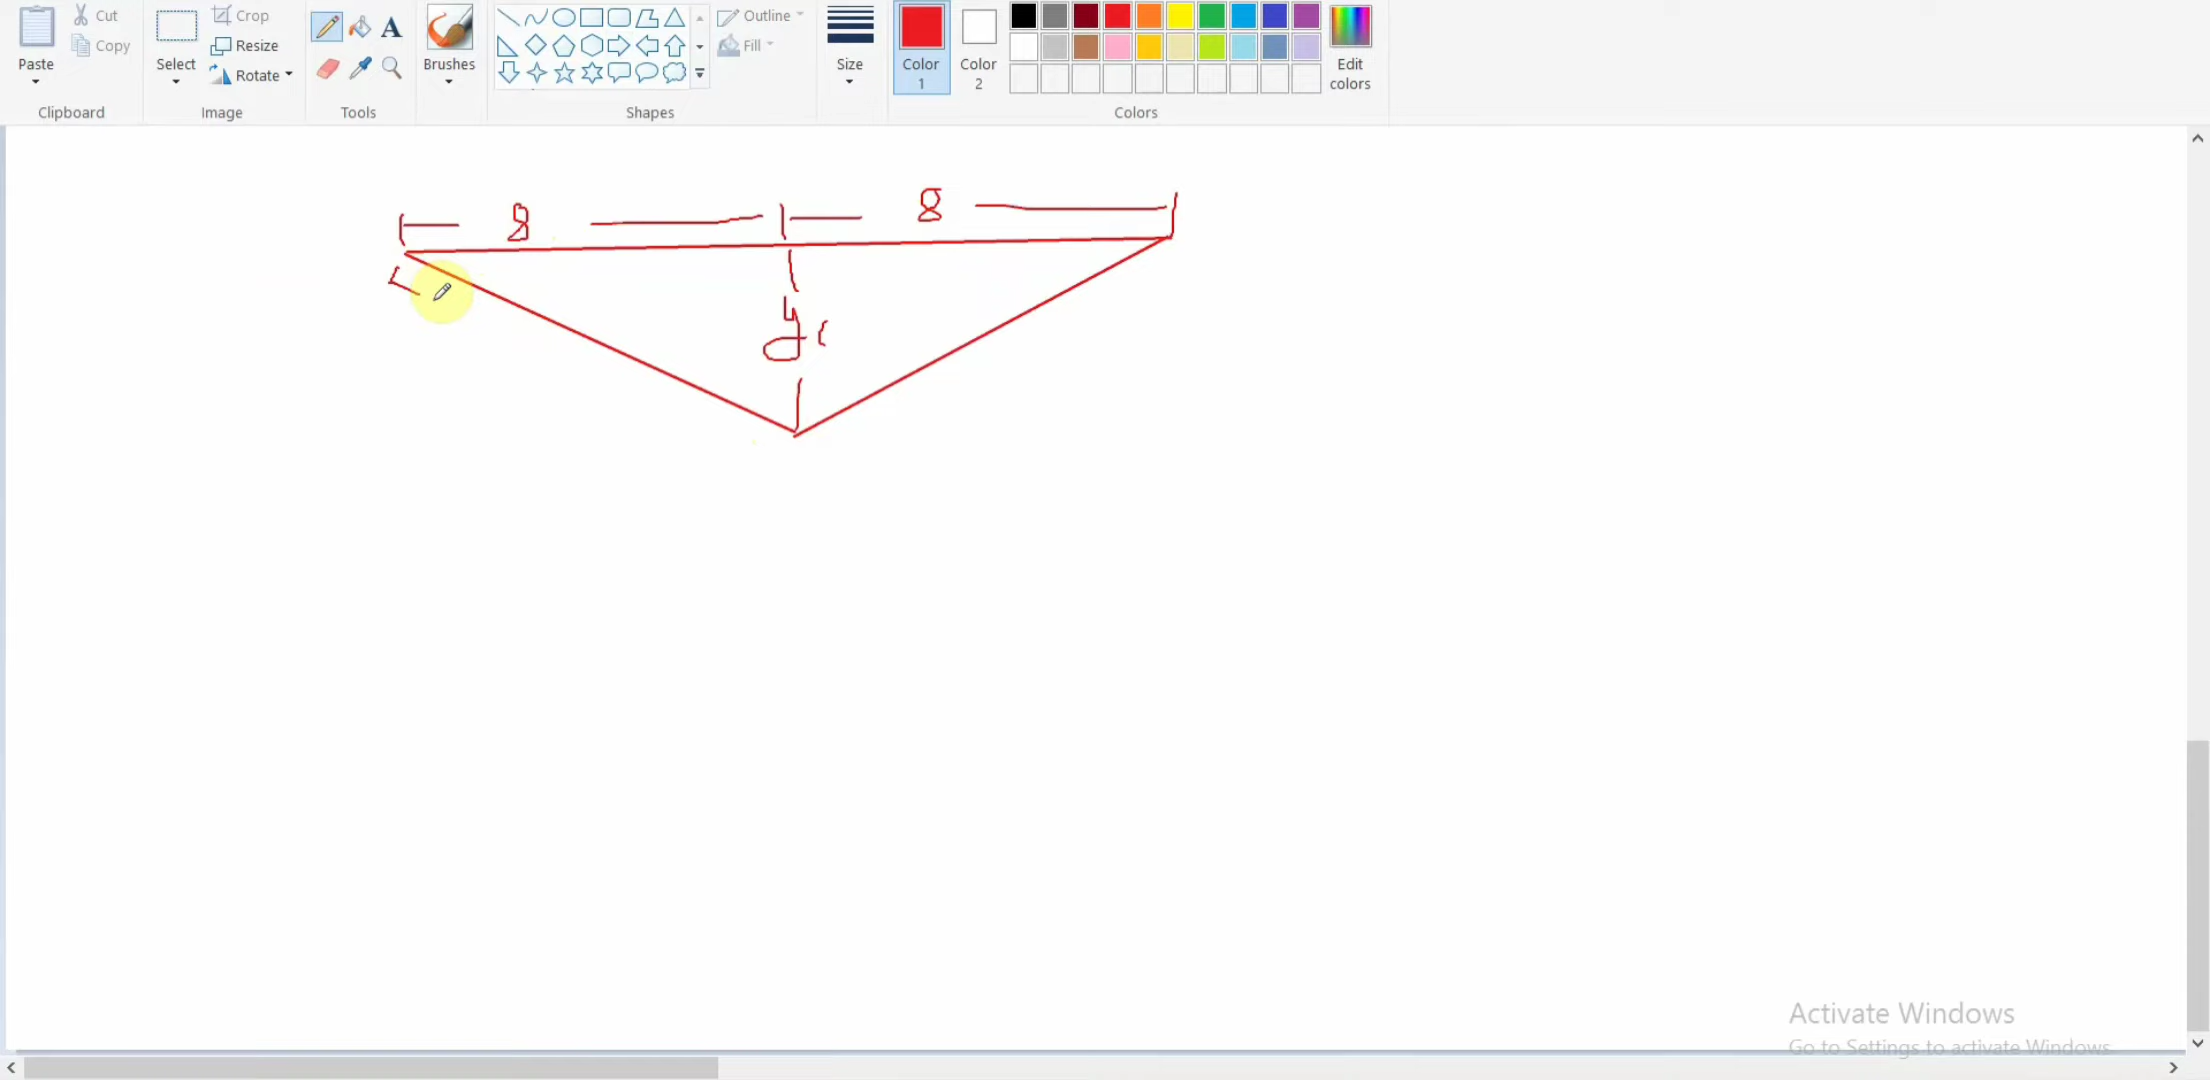 Paste
Cut
Copy
Clipboard
Select
Crop
Resize
Rotate
Image
A
Tools
Brushes
Outline
Fill
Shapes
Size
Color 1
Color 2
Edit colors
Colors
8 8
Activate Windows
Go to Settings to activate Windows.